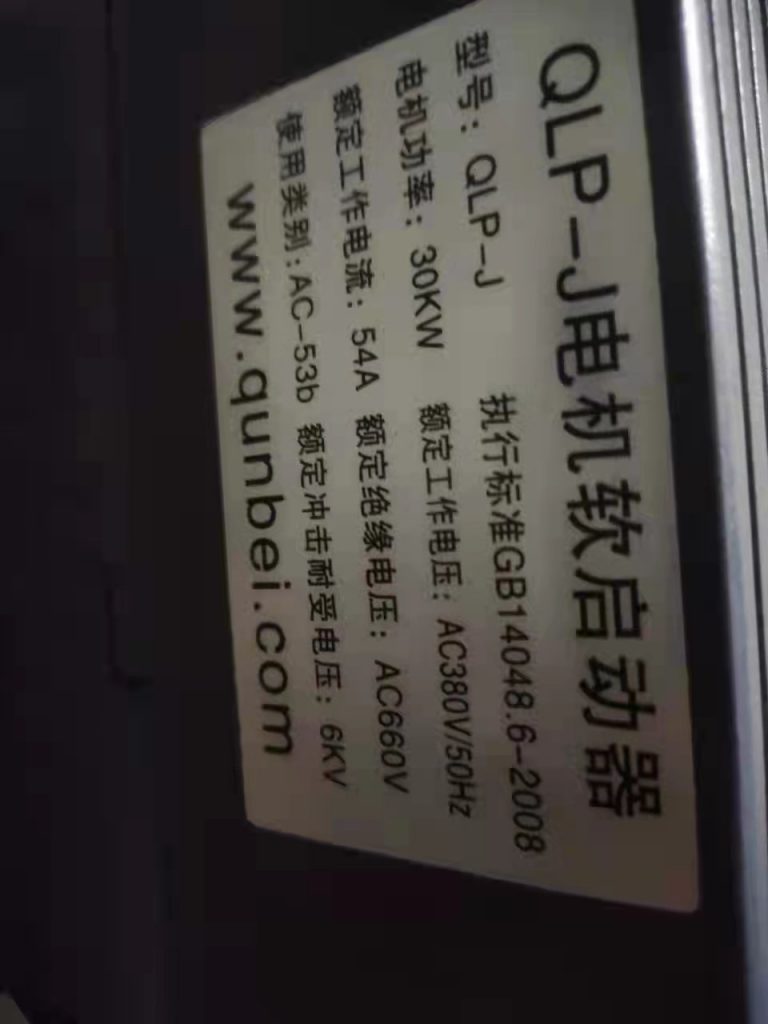 QLP-J电机软启动器
型号：QLP-J 执行标准GB14048.6-2008
电机功率：30KW 额定工作电压：AC380V/50Hz
额定工作电流：54A 额定绝缘电压：AC660V
使用类别：AC-53b 额定冲击耐受电压：6KV
www.qunbei.com